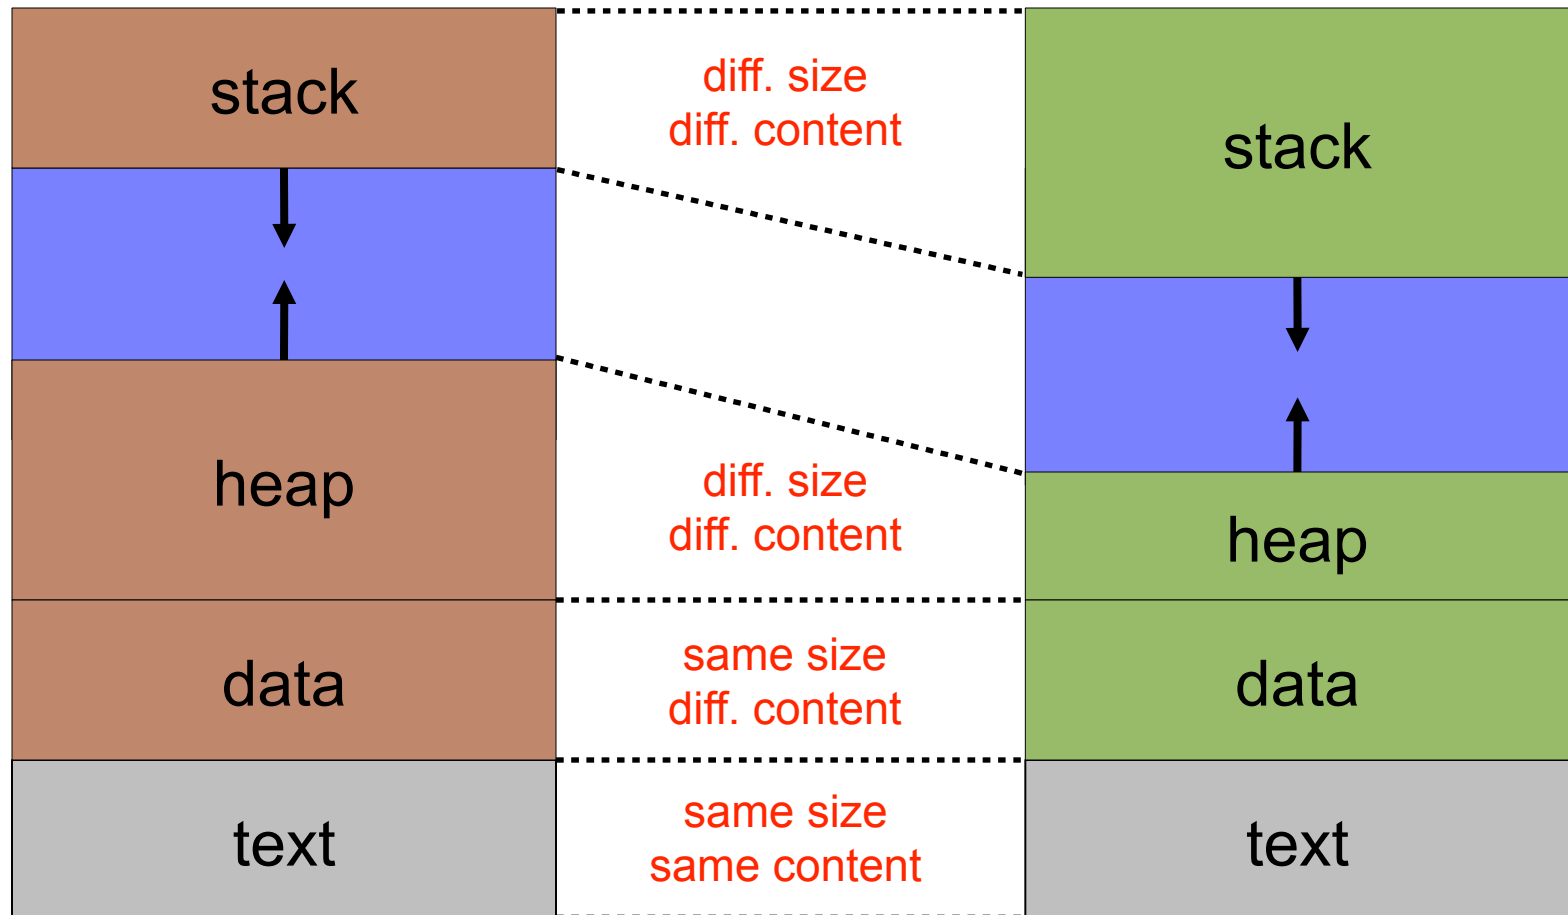 stack
diff. size
diff. content
stack
heap
diff. size
diff. content
heap
data
same size
diff. content
data
text
same size
same content
text